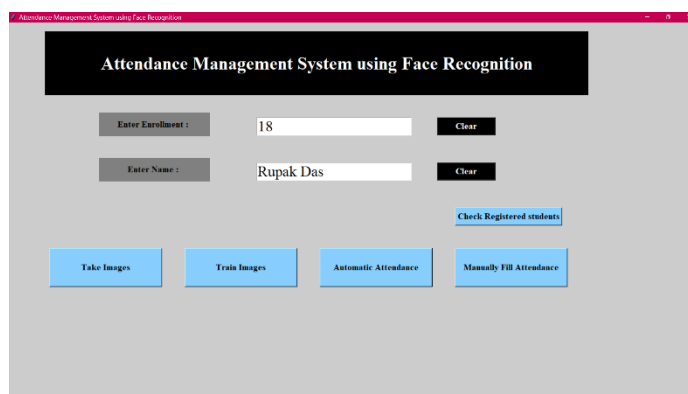 Attendance Management System using Face Recognition
Attendance Management System using Face Recognition
Enter Enrollment : 18 Clear
Enter Name : Rupak Das Clear
Check Registered students
Take Images Train Images Automatic Attendance Manually Fill Attendance